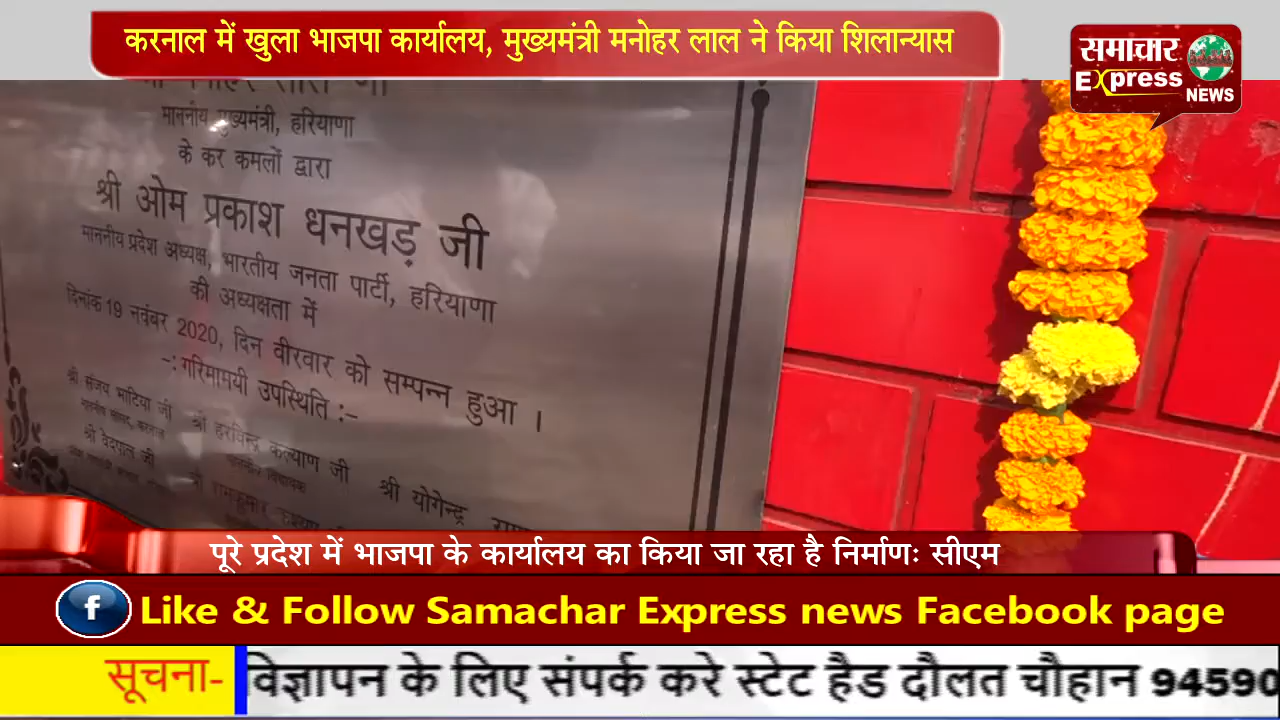 करनाल में खुला भाजपा कार्यालय, मुख्यमंत्री मनोहर लाल ने किया शिलान्यास
समाचार
Express
NEWS
माननीय मुख्यमंत्री, हरियाणा
के कर कमलों द्वारा
श्री ओम प्रकाश धनखड़ जी
माननीय प्रदेश अध्यक्ष, भारतीय जनता पार्टी, हरियाणा
की अध्यक्षता में
दिनांक 19 नवंबर 2020, दिन वीरवार को सम्पन्न हुआ ।
-: गरिमामयी उपस्थिति :-
श्री संजय भाटिया जी श्री हरविन्द्र कल्याण जी श्री योगेन्द्र
श्री वेदपाल जी
पूरे प्रदेश में भाजपा के कार्यालय का किया जा रहा है निर्माणः सीएम
f Like & Follow Samachar Express news Facebook page
सूचना- विज्ञापन के लिए संपर्क करे स्टेट हैड दौलत चौहान 94590